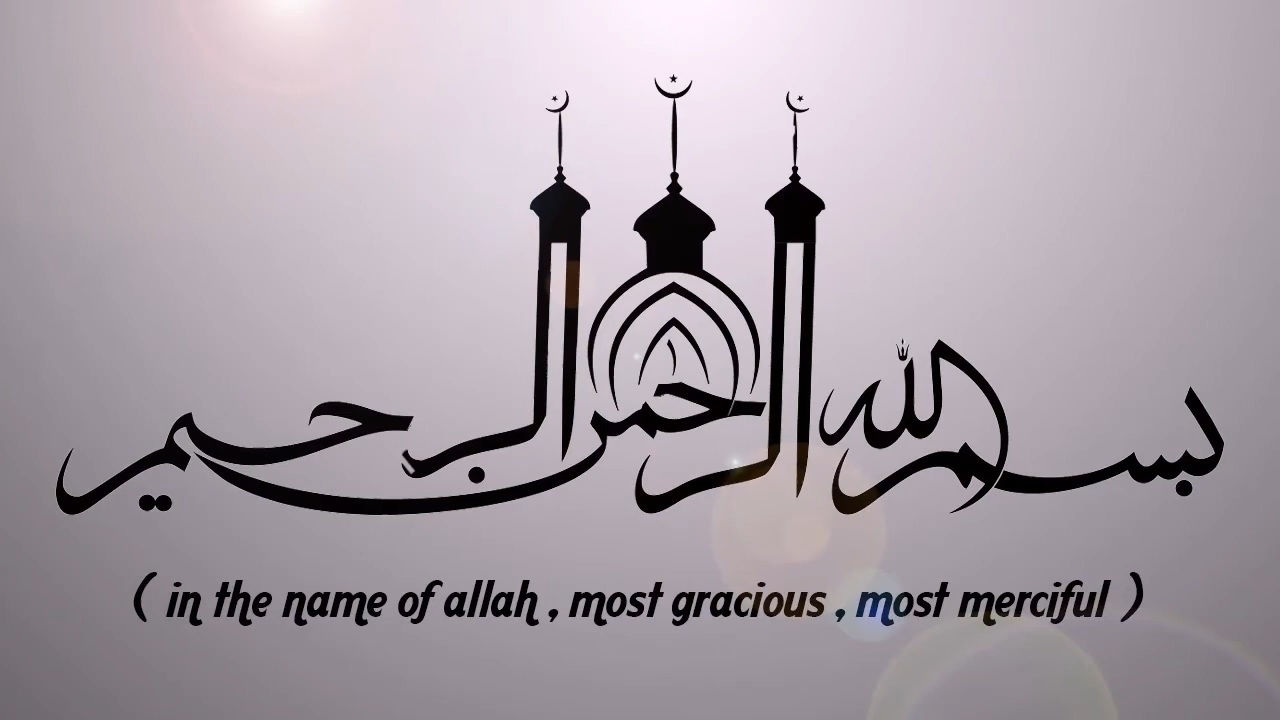 بسم الله الرحمن الرحيم
( in the name of allah , most gracious , most merciful )